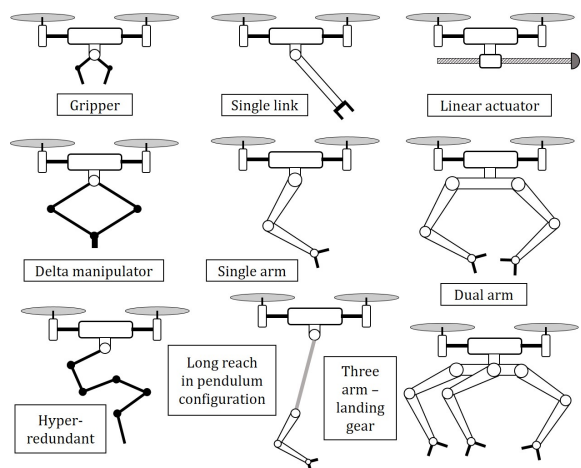 Gripper
Single link
Linear actuator
Delta manipulator
Single arm
Dual arm
Hyper-
redundant
Long reach
in pendulum
configuration
Three
arm –
landing
gear